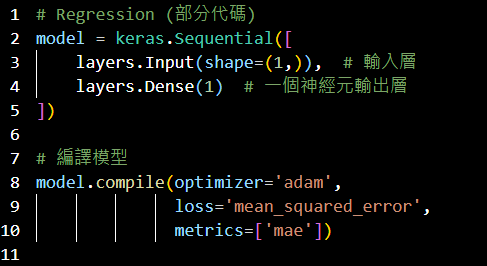 1 # Regression (部分代碼)
2 model = keras.Sequential([
3     layers.Input(shape=(1,)),  # 輸入層
4     layers.Dense(1)  # 一個神經元輸出層
5 ])
6
7 # 編譯模型
8 model.compile(optimizer='adam',
9               loss='mean_squared_error',
10               metrics=['mae'])
11